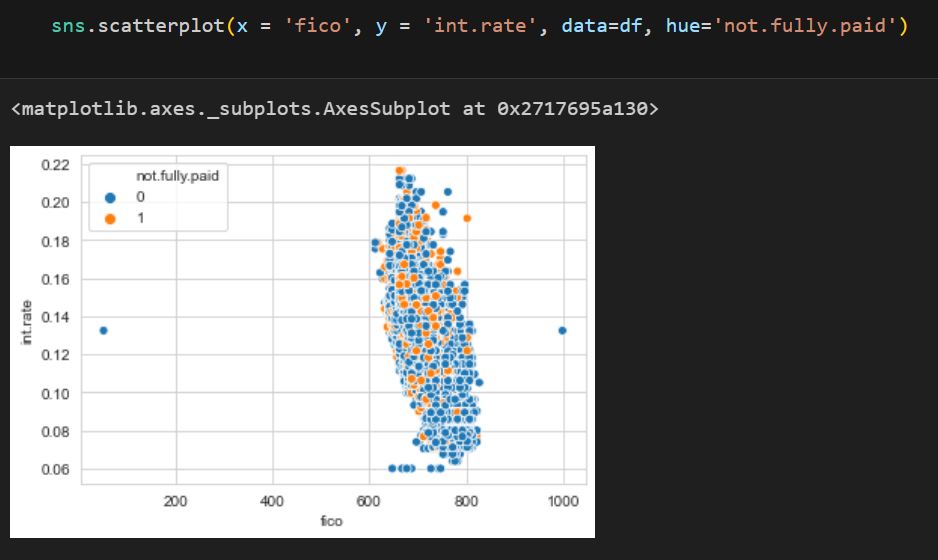 sns.scatterplot(x = 'fico', y = 'int.rate', data=df, hue='not.fully.paid')
<matplotlib.axes._subplots.AxesSubplot at 0x2717695a130>
0.22
not.fully.paid
0
1
0.20
0.18
0.16
0.14
0.12
0.10
0.08
0.06
int.rate
200 400 600 800 1000
fico